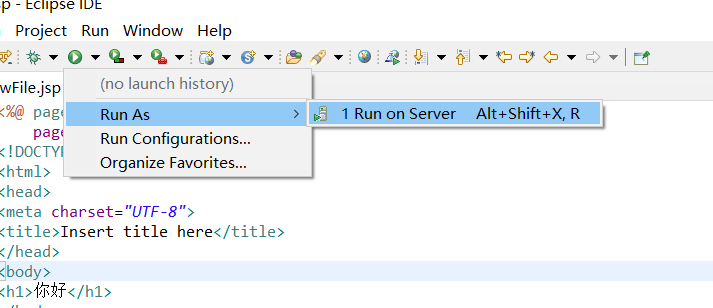 sp - Eclipse IDE
Project Run Window Help
wFile.jsp
(no launch history)
Run As
1 Run on Server Alt+Shift+X, R
Run Configurations...
Organize Favorites...
<%@ pag
pag
<!DOCTYP
<html>
<head>
<meta charset="UTF-8">
<title>Insert title here</title>
</head>
<body>
<h1>你好</h1>